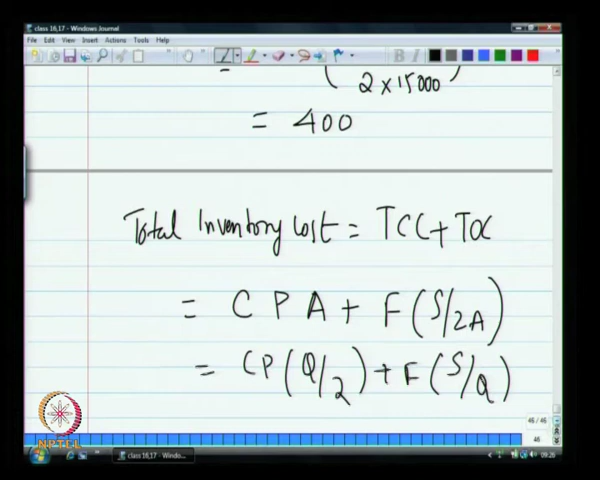 class 16,17 - Windows Journal
File Edit View Insert Actions Tools Help
B I
= ( 2 x 15000 )
= 400
Total Inventory Cost = TCC + TOC
= C P A + F (S/2A)
= CP (Q/2) + F (S/Q)
46 / 46
46
NPTEL
class 16,17 - Windo...
09:26